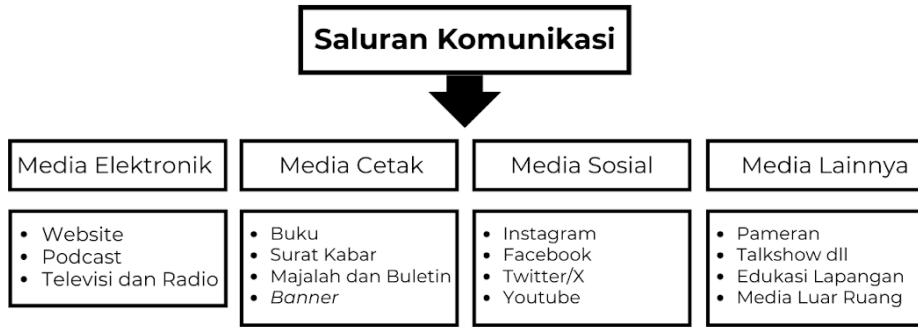 Saluran Komunikasi
Media Elektronik
Website
Podcast
Televisi dan Radio
Media Cetak
Buku
Surat Kabar
Majalah dan Buletin
Banner
Media Sosial
Instagram
Facebook
Twitter/X
Youtube
Media Lainnya
Pameran
Talkshow dll
Edukasi Lapangan
Media Luar Ruang